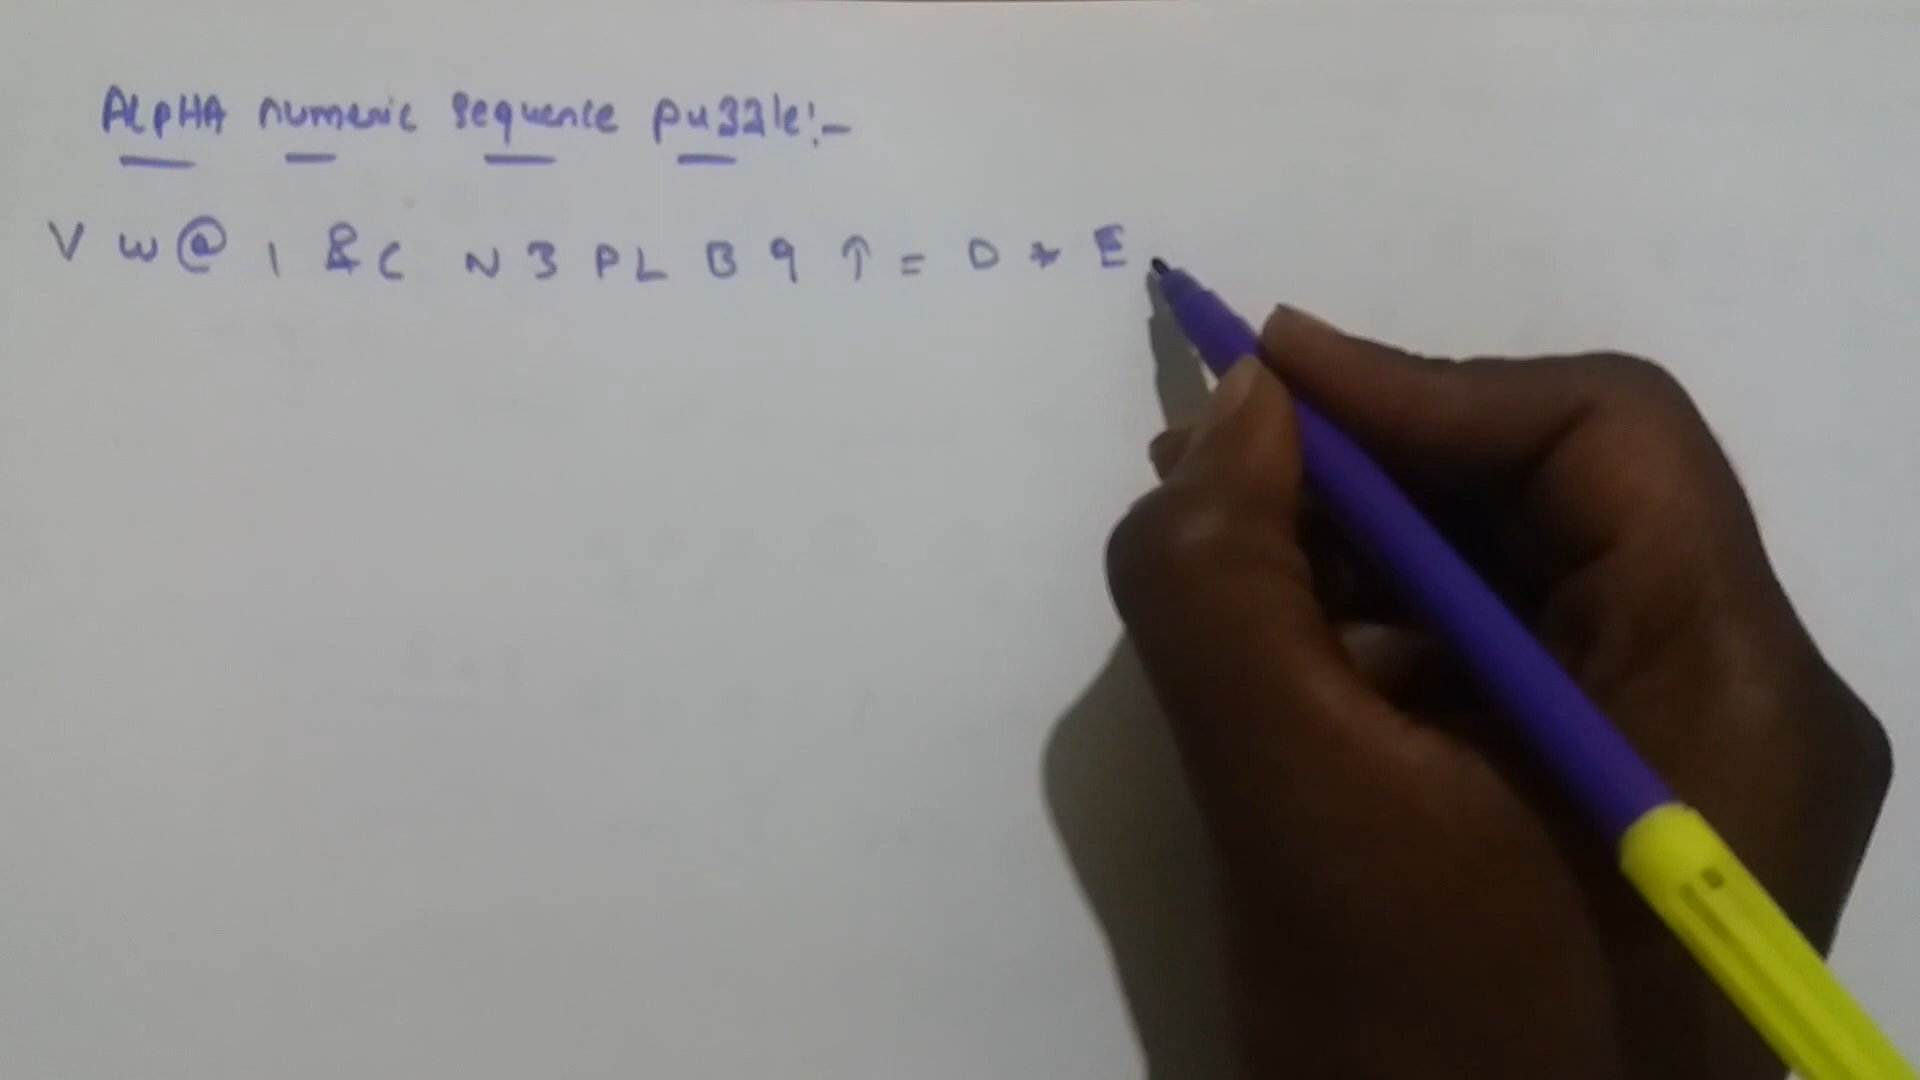 ALPHA numeric sequence puzzle:-
V W @ 1 & C N 3 P L B 9 ↑ = D * E